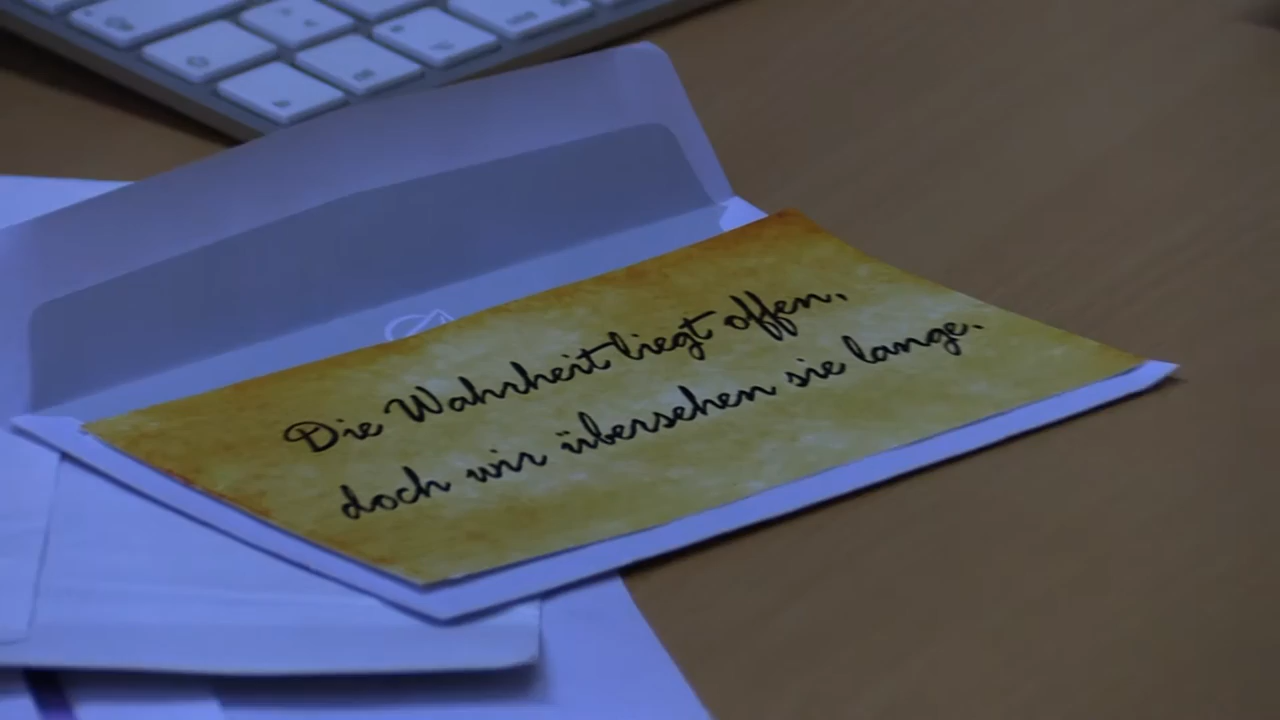 Die Wahrheit liegt offen,
doch wir übersehen sie lange.